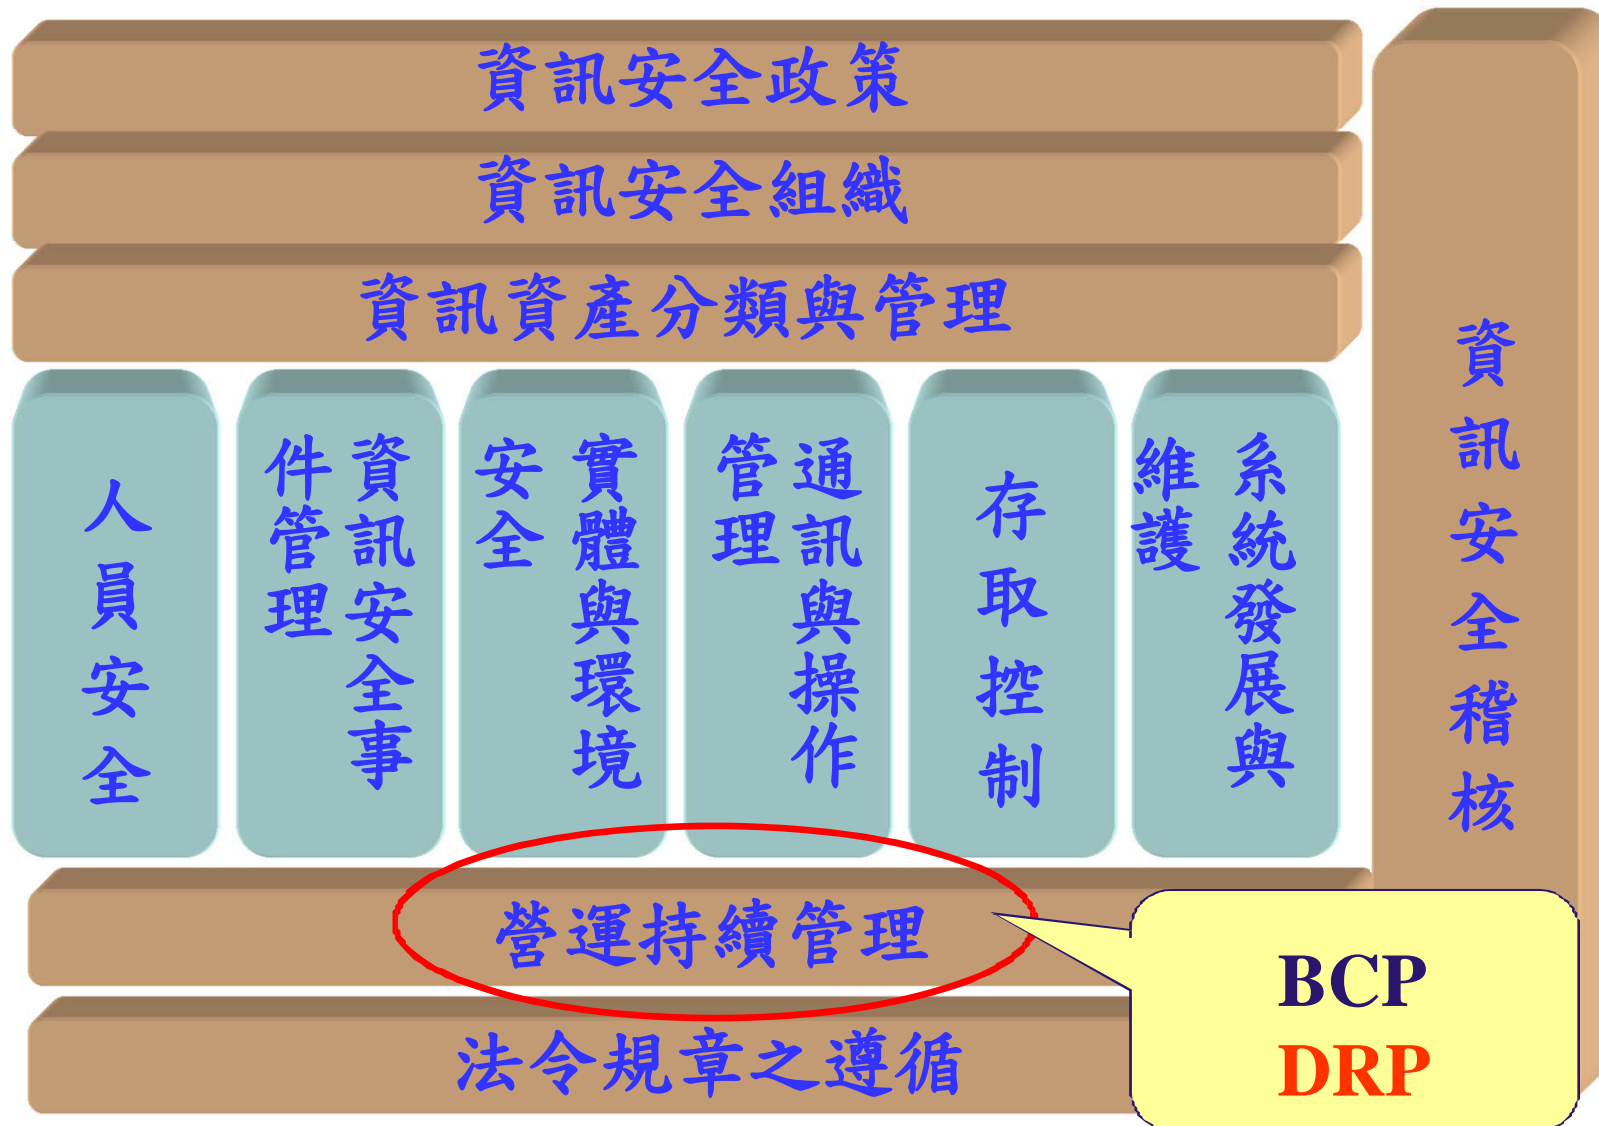 資訊安全政策
資訊安全組織
資訊資產分類與管理
人員安全
資訊安全事
件管理
實體與環境
安全
通訊與操作
管理
存取控制
系統發展與
維護
資訊安全稽核
營運持續管理
法令規章之遵循
BCP
DRP